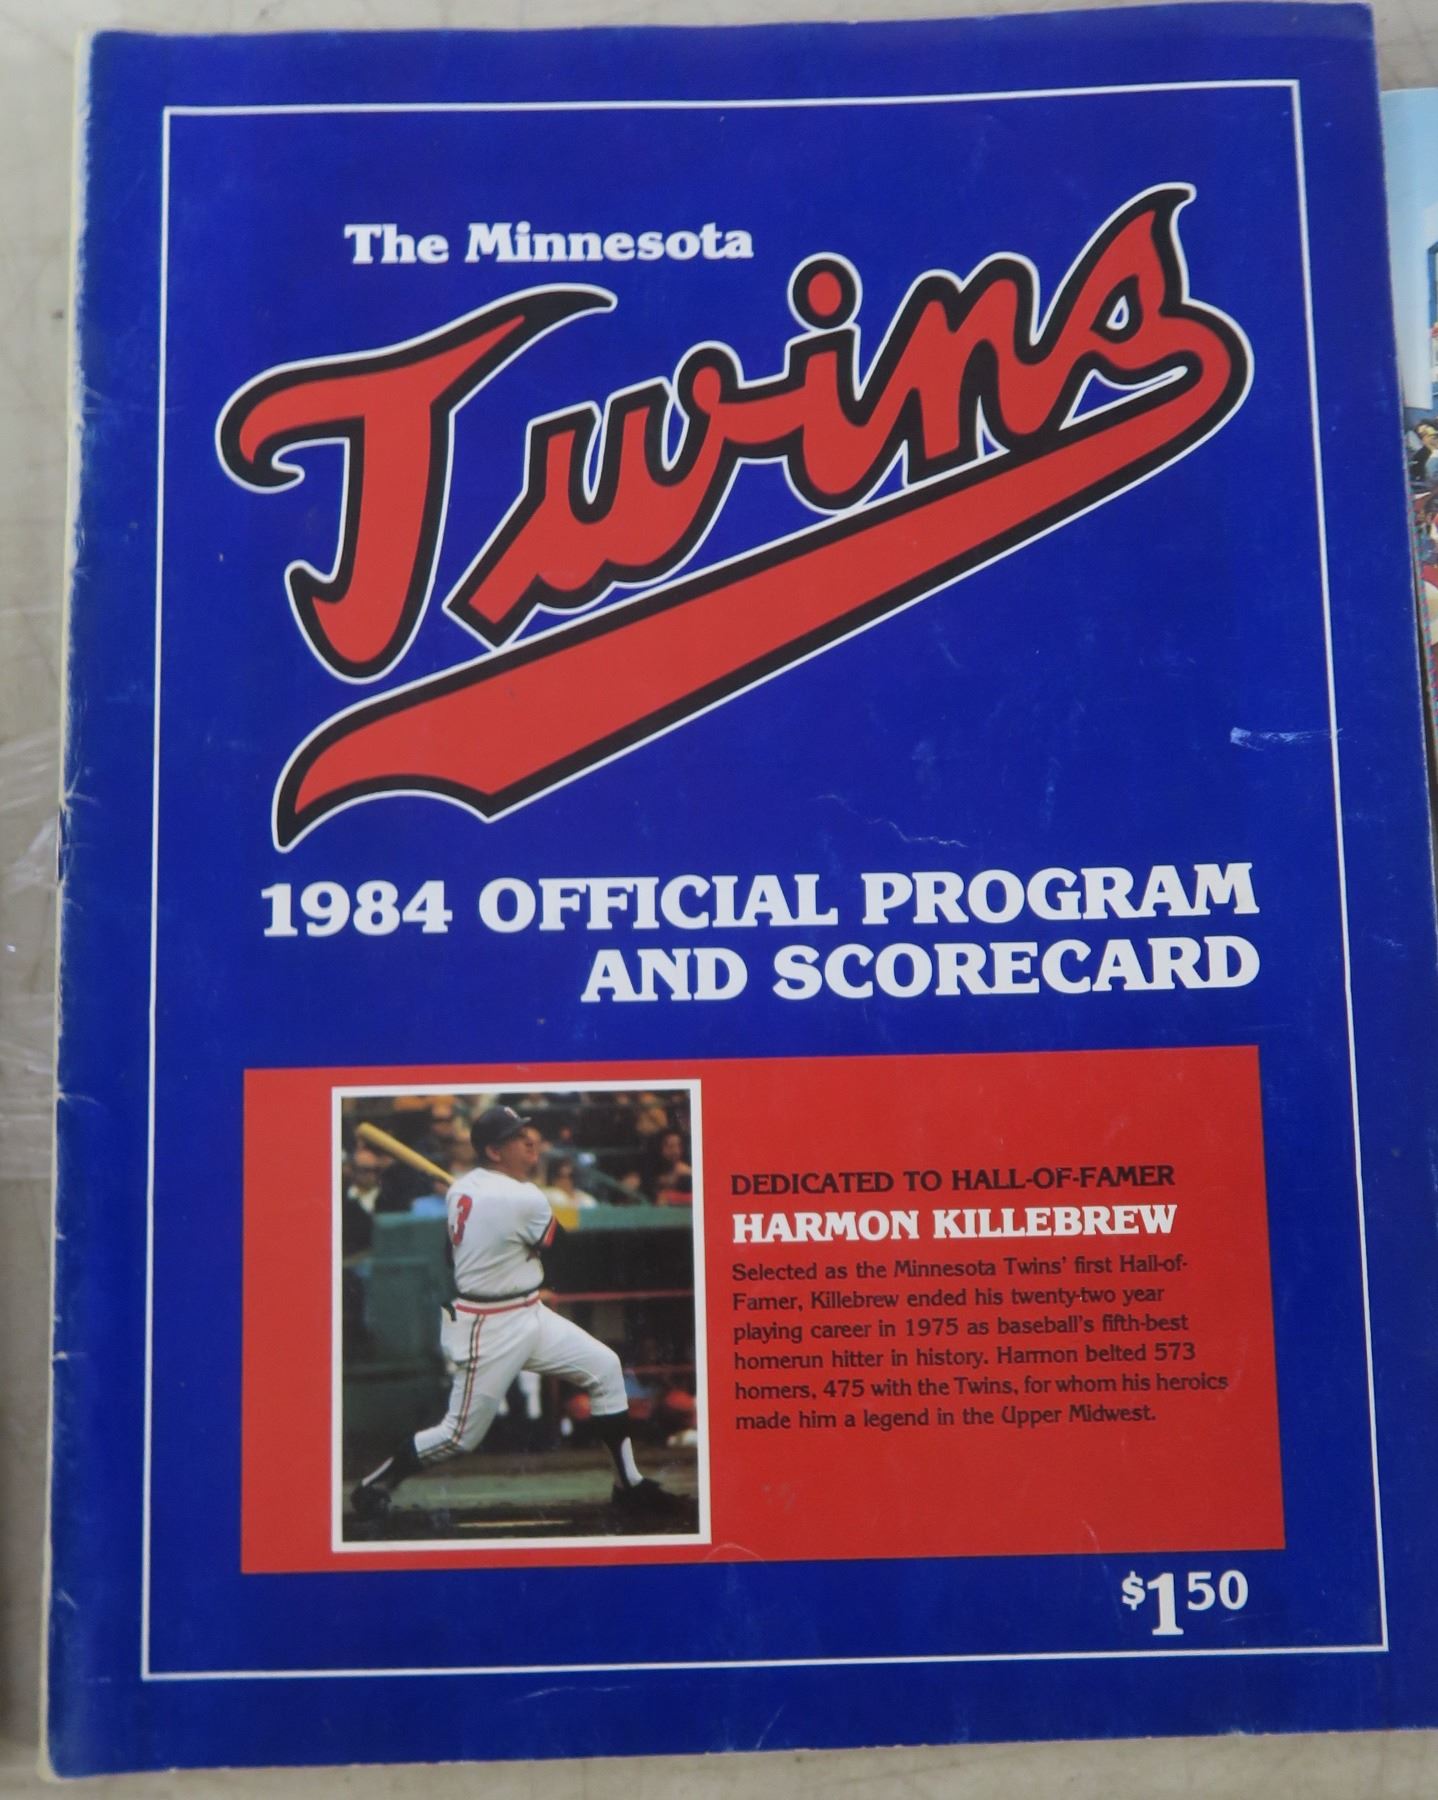 The Minnesota
Twins
1984 OFFICIAL PROGRAM
AND SCORECARD
3
DEDICATED TO HALL-OF-FAMER
HARMON KILLEBREW
Selected as the Minnesota Twins' first Hall-of-
Famer, Killebrew ended his twenty-two year
playing career in 1975 as baseball's fifth-best
homerun hitter in history. Harmon belted 573
homers, 475 with the Twins, for whom his heroics
made him a legend in the Upper Midwest.
$1 50